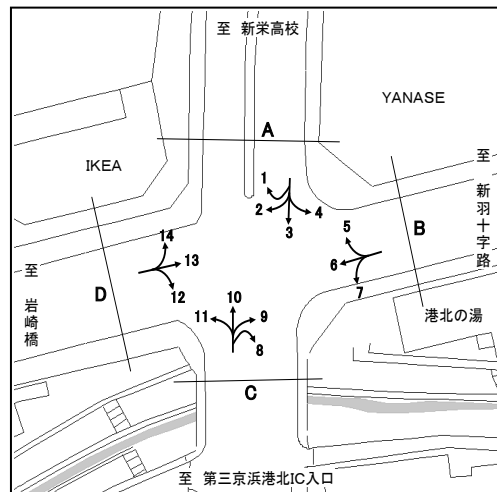 至 新栄高校
YANASE
A
IKEA
至 新羽十字路
1
2
3
4
5
6
7
B
14
13
12
D
至 岩崎橋
10
11
9
8
港北の湯
C
至 第三京浜港北IC入口